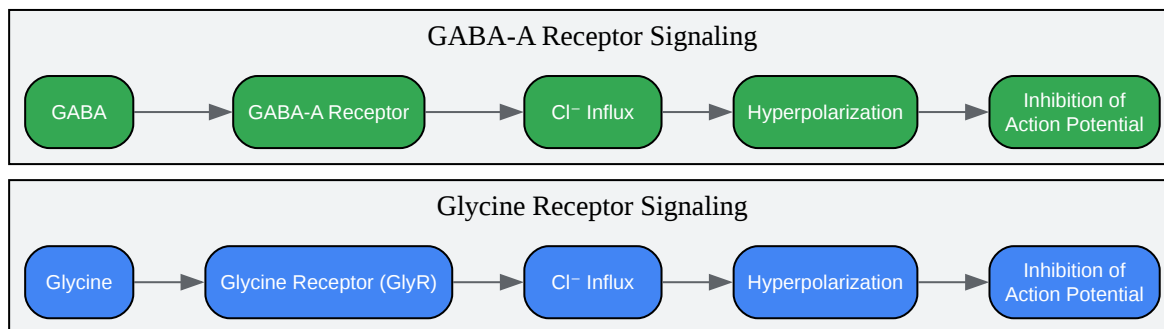 GABA-A Receptor Signaling
GABA
GABA-A Receptor
Cl⁻ Influx
Hyperpolarization
Inhibition of
Action Potential
Glycine Receptor Signaling
Glycine
Glycine Receptor (GlyR)
Cl⁻ Influx
Hyperpolarization
Inhibition of
Action Potential